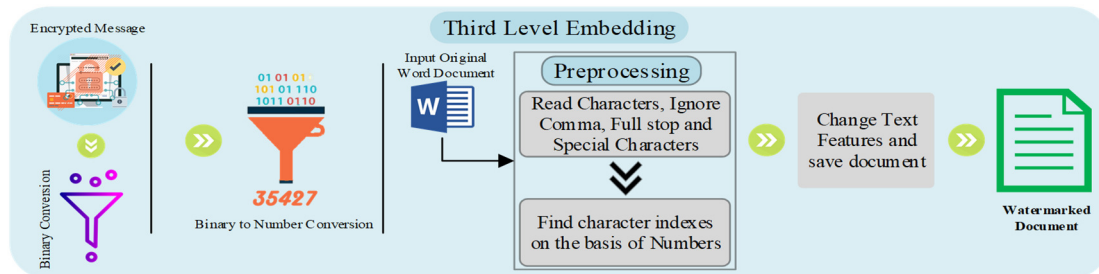 Third Level Embedding
Encrypted Message
Binary Conversion
01 01 01
101 01 110
1011 0110
35427
Binary to Number Conversion
Input Original
Word Document
W
Preprocessing
Read Characters, Ignore
Comma, Full stop and
Special Characters
Find character indexes
on the basis of Numbers
Change Text
Features and
save document
Watermarked
Document